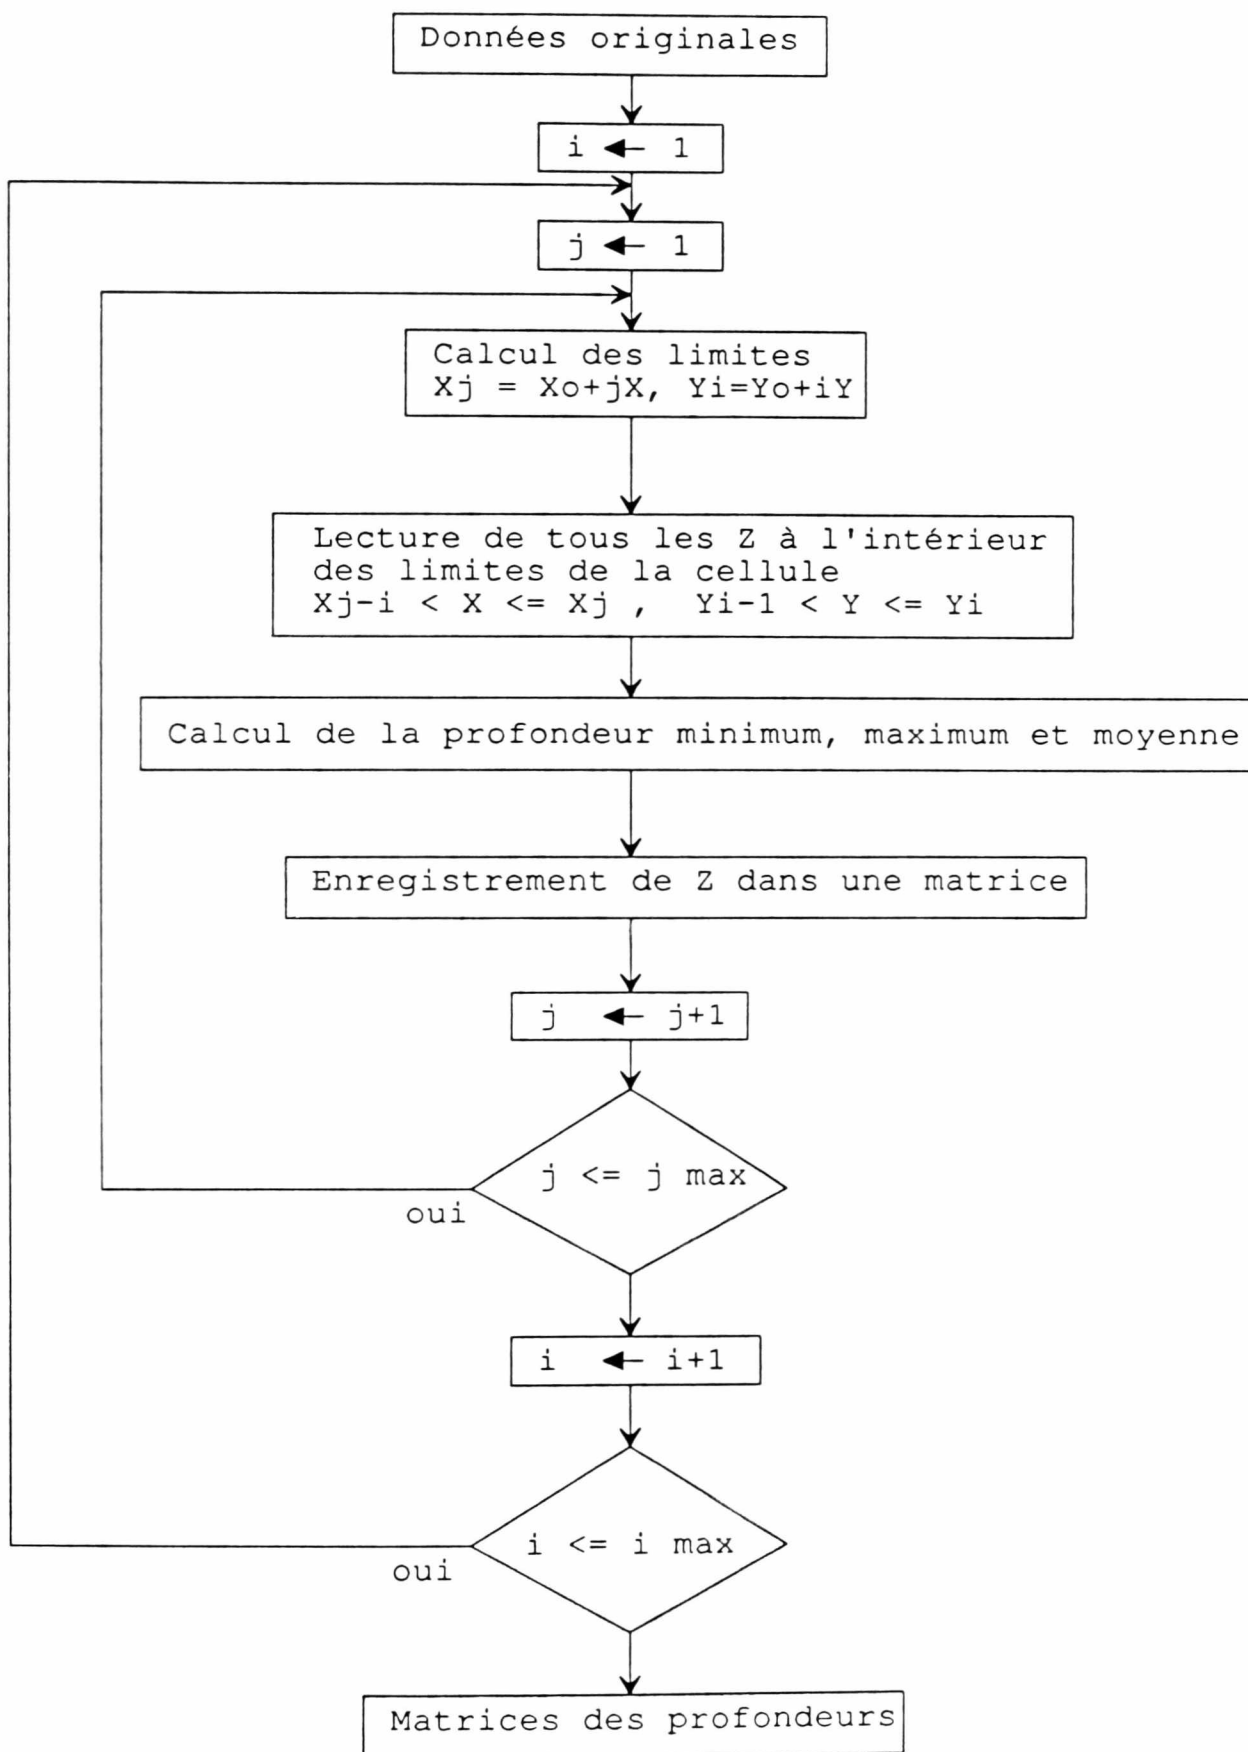 Données originales
i ← 1
j ← 1
Calcul des limites
Xj = Xo+jX, Yi=Yo+iY
Lecture de tous les Z à l'intérieur
des limites de la cellule
Xj-i < X <= Xj , Yi-1 < Y <= Yi
Calcul de la profondeur minimum, maximum et moyenne
Enregistrement de Z dans une matrice
j ← j+1
j <= j max
oui
i ← i+1
i <= i max
oui
Matrices des profondeurs